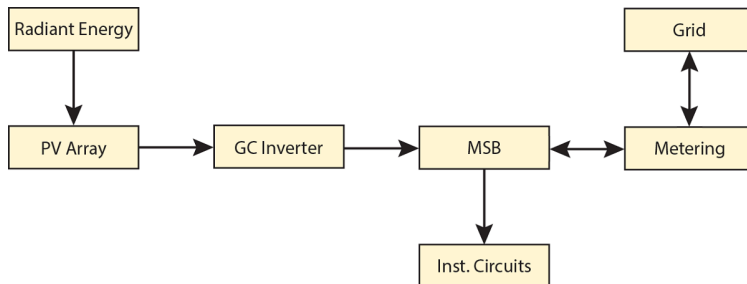 Radiant Energy
Grid
PV Array
GC Inverter
MSB
Metering
Inst. Circuits